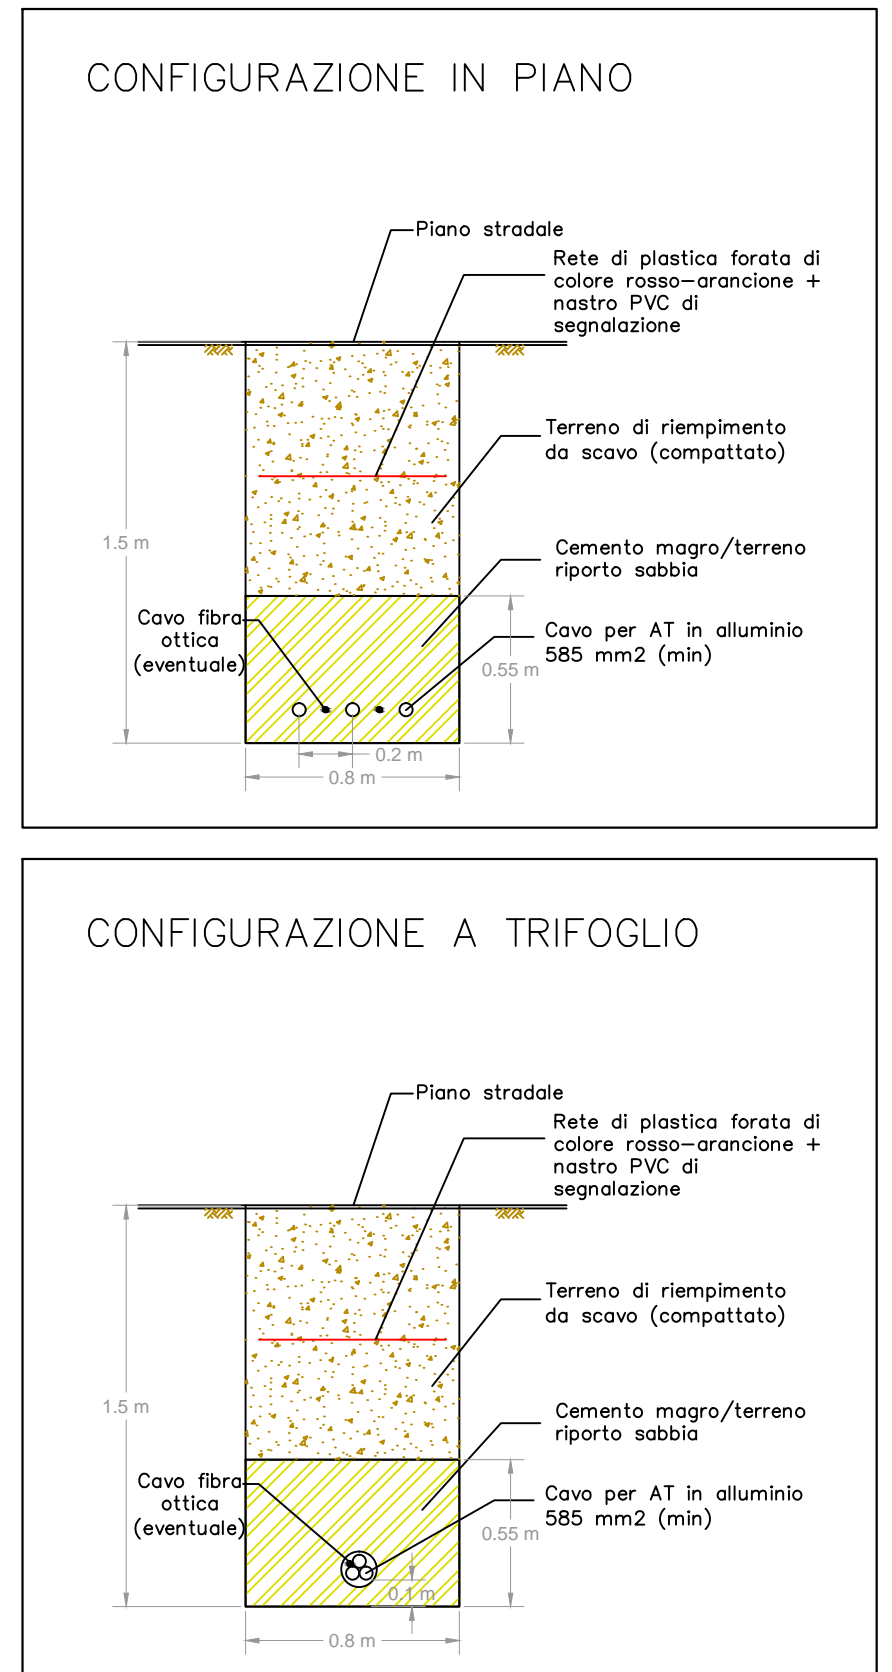 CONFIGURAZIONE IN PIANO
Piano stradale
Rete di plastica forata di
colore rosso-arancione +
nastro PVC di
segnalazione
Terreno di riempimento
da scavo (compattato)
1.5 m
Cemento magro/terreno
riporto sabbia
Cavo fibra
ottica
(eventuale)
Cavo per AT in alluminio
585 mm2 (min)
0.55 m
0.2 m
0.8 m
CONFIGURAZIONE A TRIFOGLIO
Piano stradale
Rete di plastica forata di
colore rosso-arancione +
nastro PVC di
segnalazione
Terreno di riempimento
da scavo (compattato)
1.5 m
Cemento magro/terreno
riporto sabbia
Cavo fibra
ottica
(eventuale)
Cavo per AT in alluminio
585 mm2 (min)
0.55 m
0.1 m
0.8 m